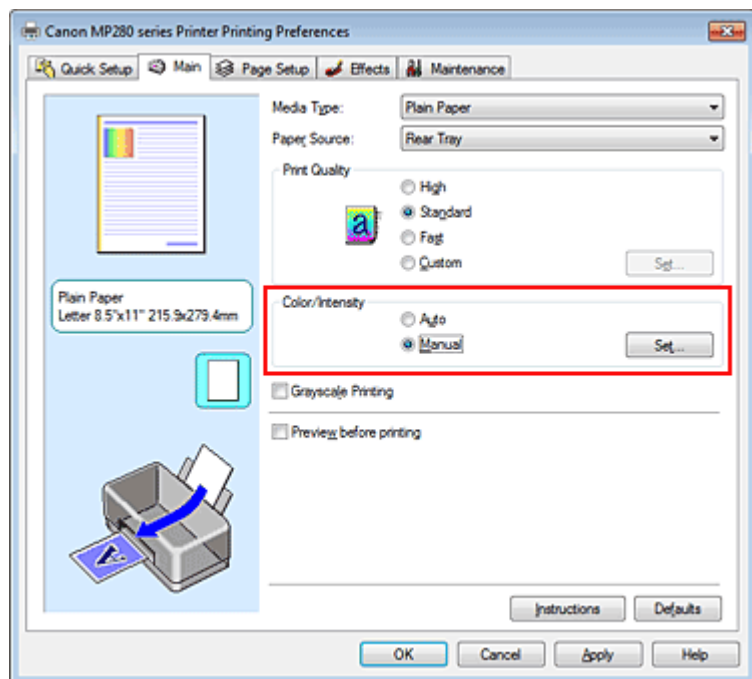 Canon MP280 series Printer Printing Preferences
Quick Setup Main Page Setup Effects Maintenance
Media Type: Plain Paper
Paper Source: Rear Tray
Print Quality
High
a Standard
Fast
Custom Set...
Plain Paper
Letter 8.5"x11" 215.9x279.4mm
Color/Intensity
Auto
Manual Set...
Grayscale Printing
Preview before printing
A
Instructions Defaults
OK Cancel Apply Help